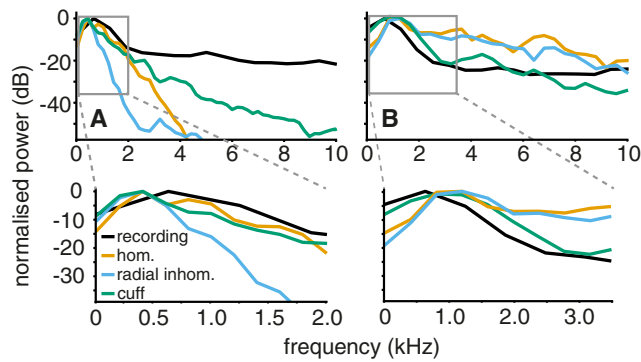 normalised power (dB)
0
-20
-40
A
0 2 4 6 8 10
B
0 2 4 6 8 10
0
-10
-20
-30
recording
hom.
radial inhom.
cuff
0 0.5 1.0 1.5 2.0
0 1.0 2.0 3.0
frequency (kHz)